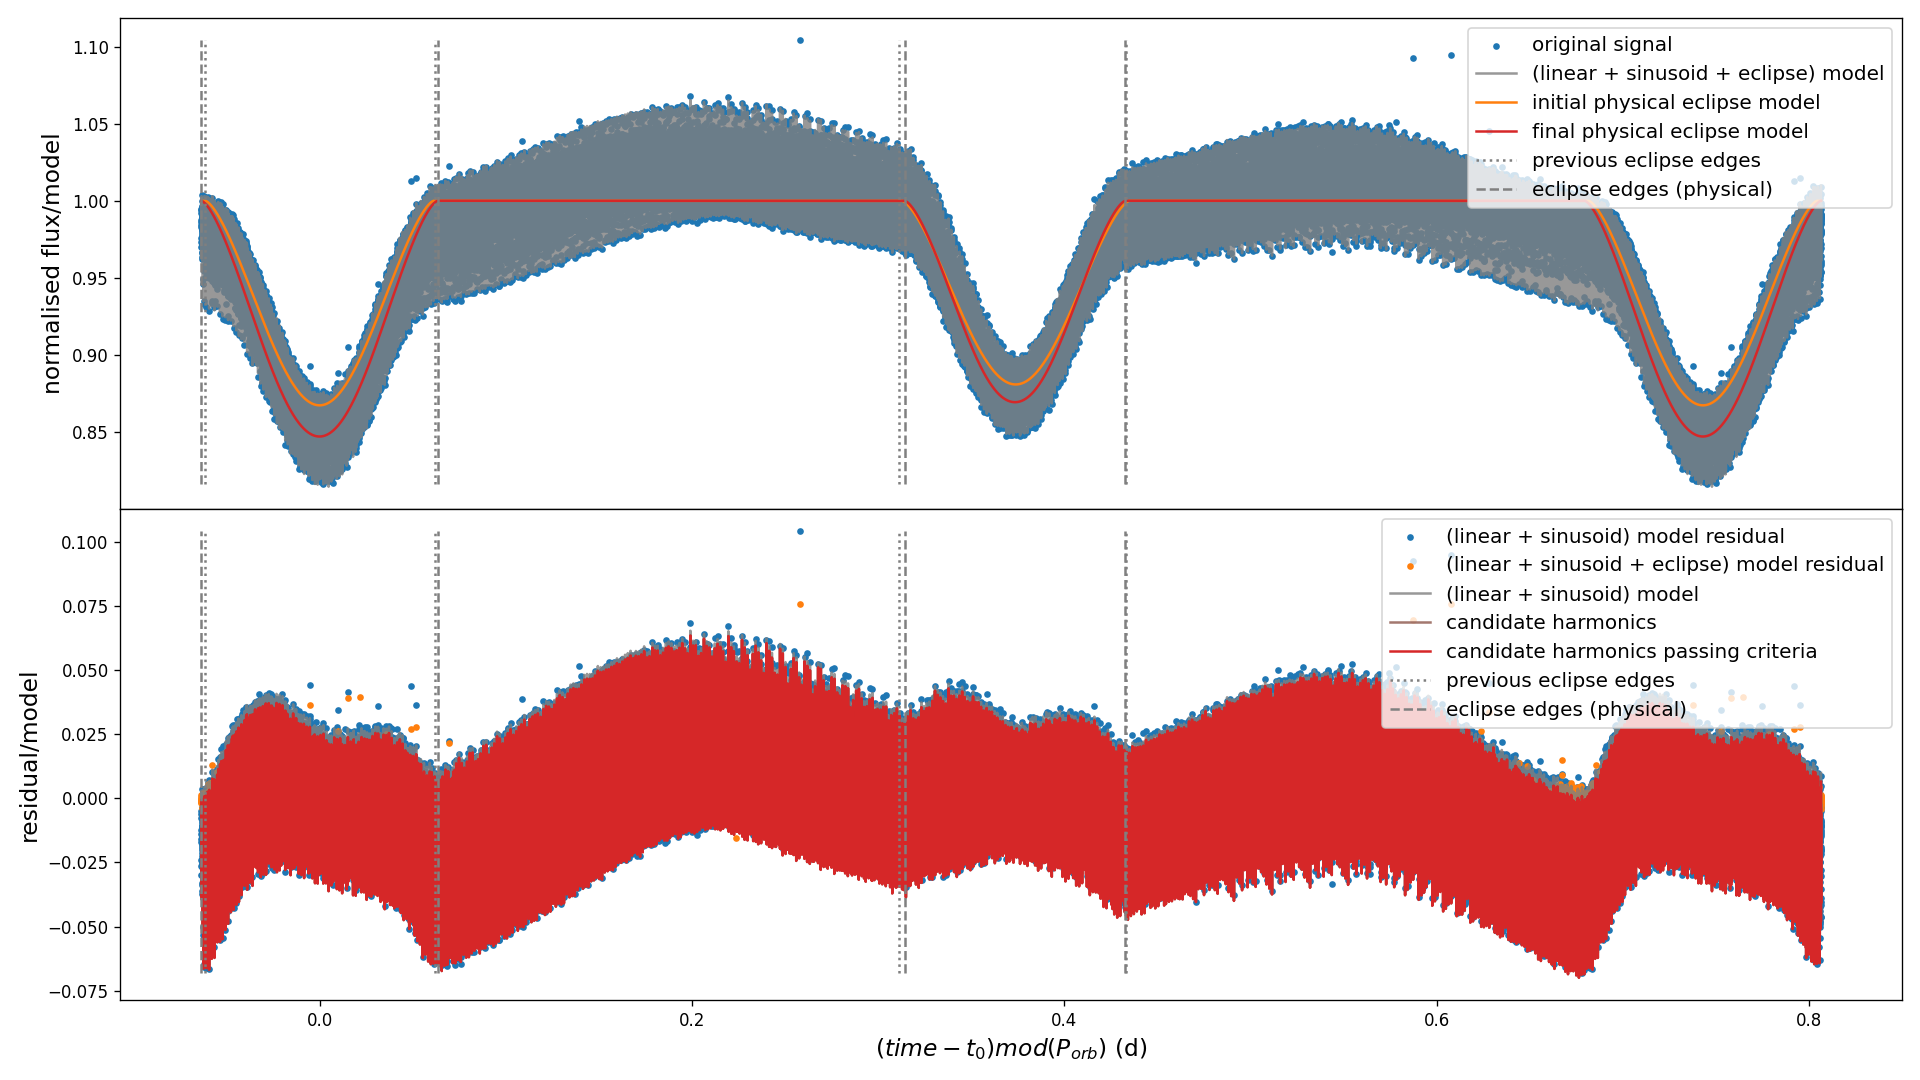 normalised flux/model
1.10
1.05
1.00
0.95
0.90
0.85
original signal
(linear + sinusoid + eclipse) model
initial physical eclipse model
final physical eclipse model
previous eclipse edges
eclipse edges (physical)
residual/model
0.100
0.075
0.050
0.025
0.000
−0.025
−0.050
−0.075
(linear + sinusoid) model residual
(linear + sinusoid + eclipse) model residual
(linear + sinusoid) model
candidate harmonics
candidate harmonics passing criteria
previous eclipse edges
eclipse edges (physical)
0.0 0.2 0.4 0.6 0.8
(time − t₀)mod(P_orb) (d)